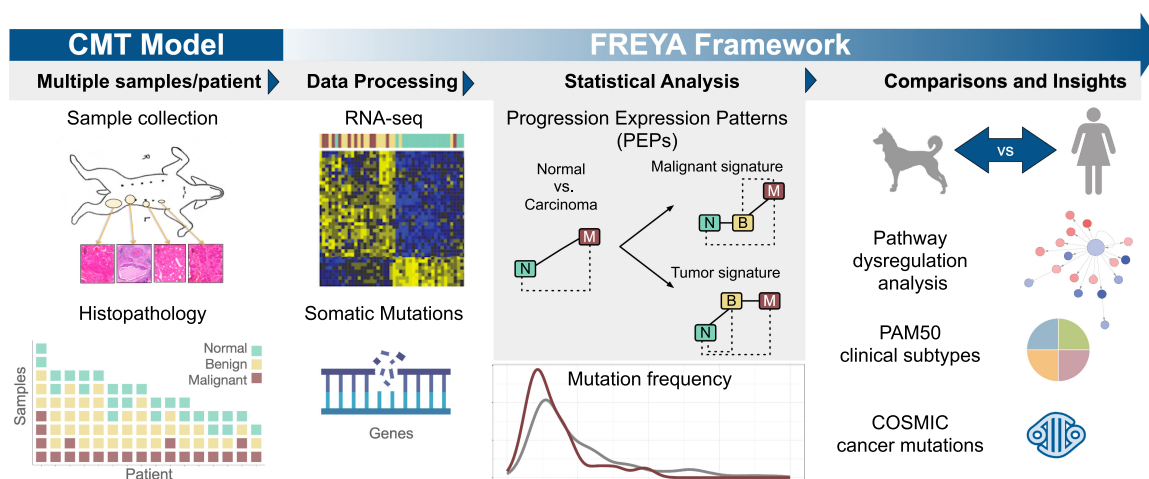 CMT Model
FREYA Framework
Multiple samples/patient
Data Processing
Statistical Analysis
Comparisons and Insights
Sample collection
R
L
Histopathology
Normal
Benign
Malignant
Samples
Patient
RNA-seq
Somatic Mutations
Genes
Progression Expression Patterns
(PEPs)
Normal
vs.
Carcinoma
N
M
Malignant signature
N
B
M
Tumor signature
N
B
M
Mutation frequency
vs
Pathway
dysregulation
analysis
PAM50
clinical subtypes
COSMIC
cancer mutations